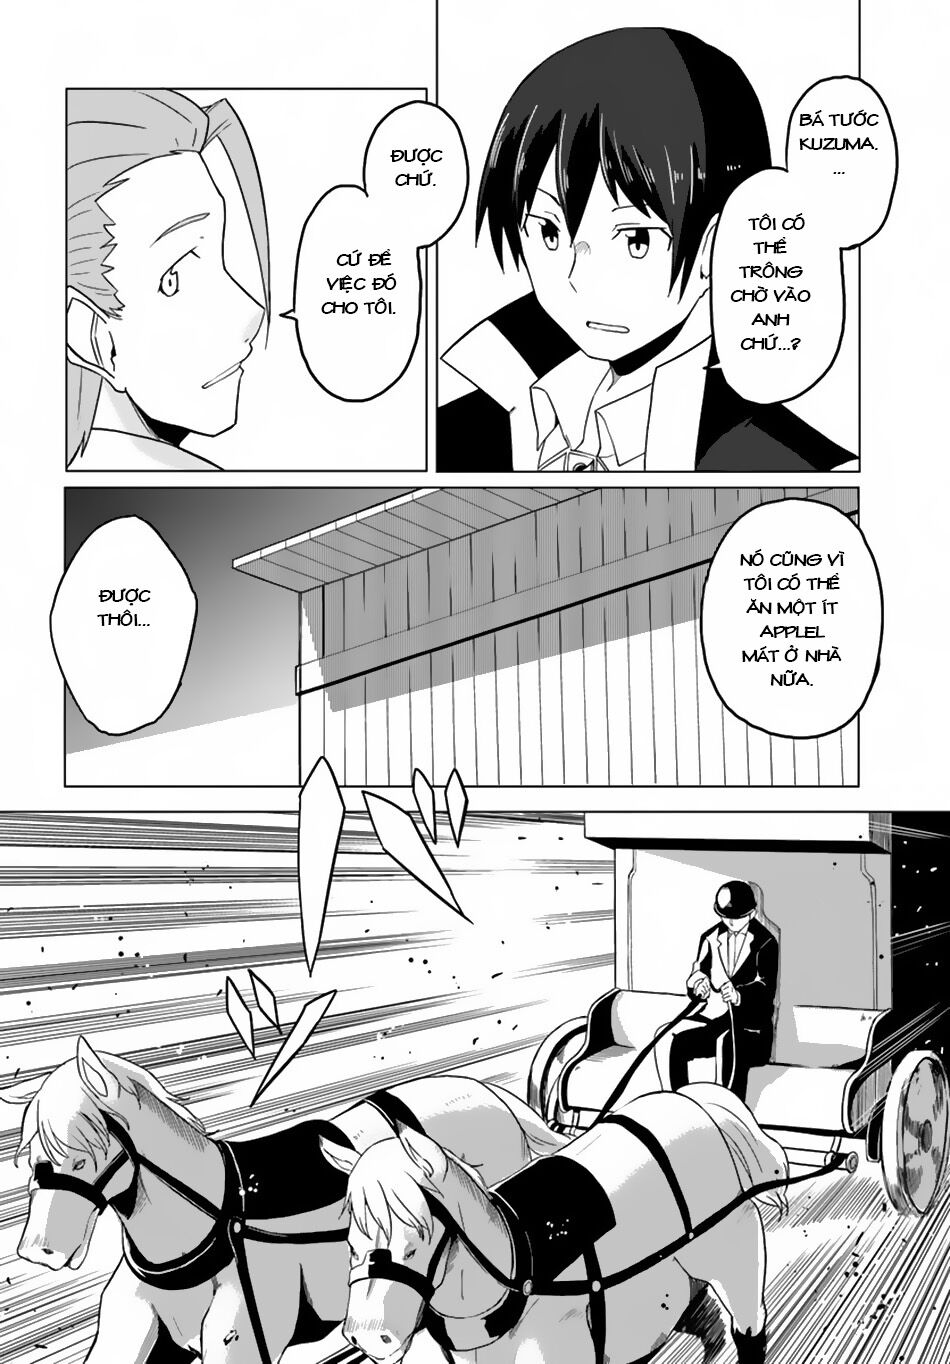 BÁ TƯỚC
KUZUMA.
...
TÔI CÓ
THỂ
TRÔNG
CHỜ VÀO
ANH
CHỨ...?
ĐƯỢC
CHỨ.
CỨ ĐỂ
VIỆC ĐÓ
CHO TÔI.
NÓ CŨNG VÌ
TÔI CÓ THỂ
ĂN MỘT ÍT
APPLEL
MÁT Ở NHÀ
NỮA.
ĐƯỢC
THÔI...